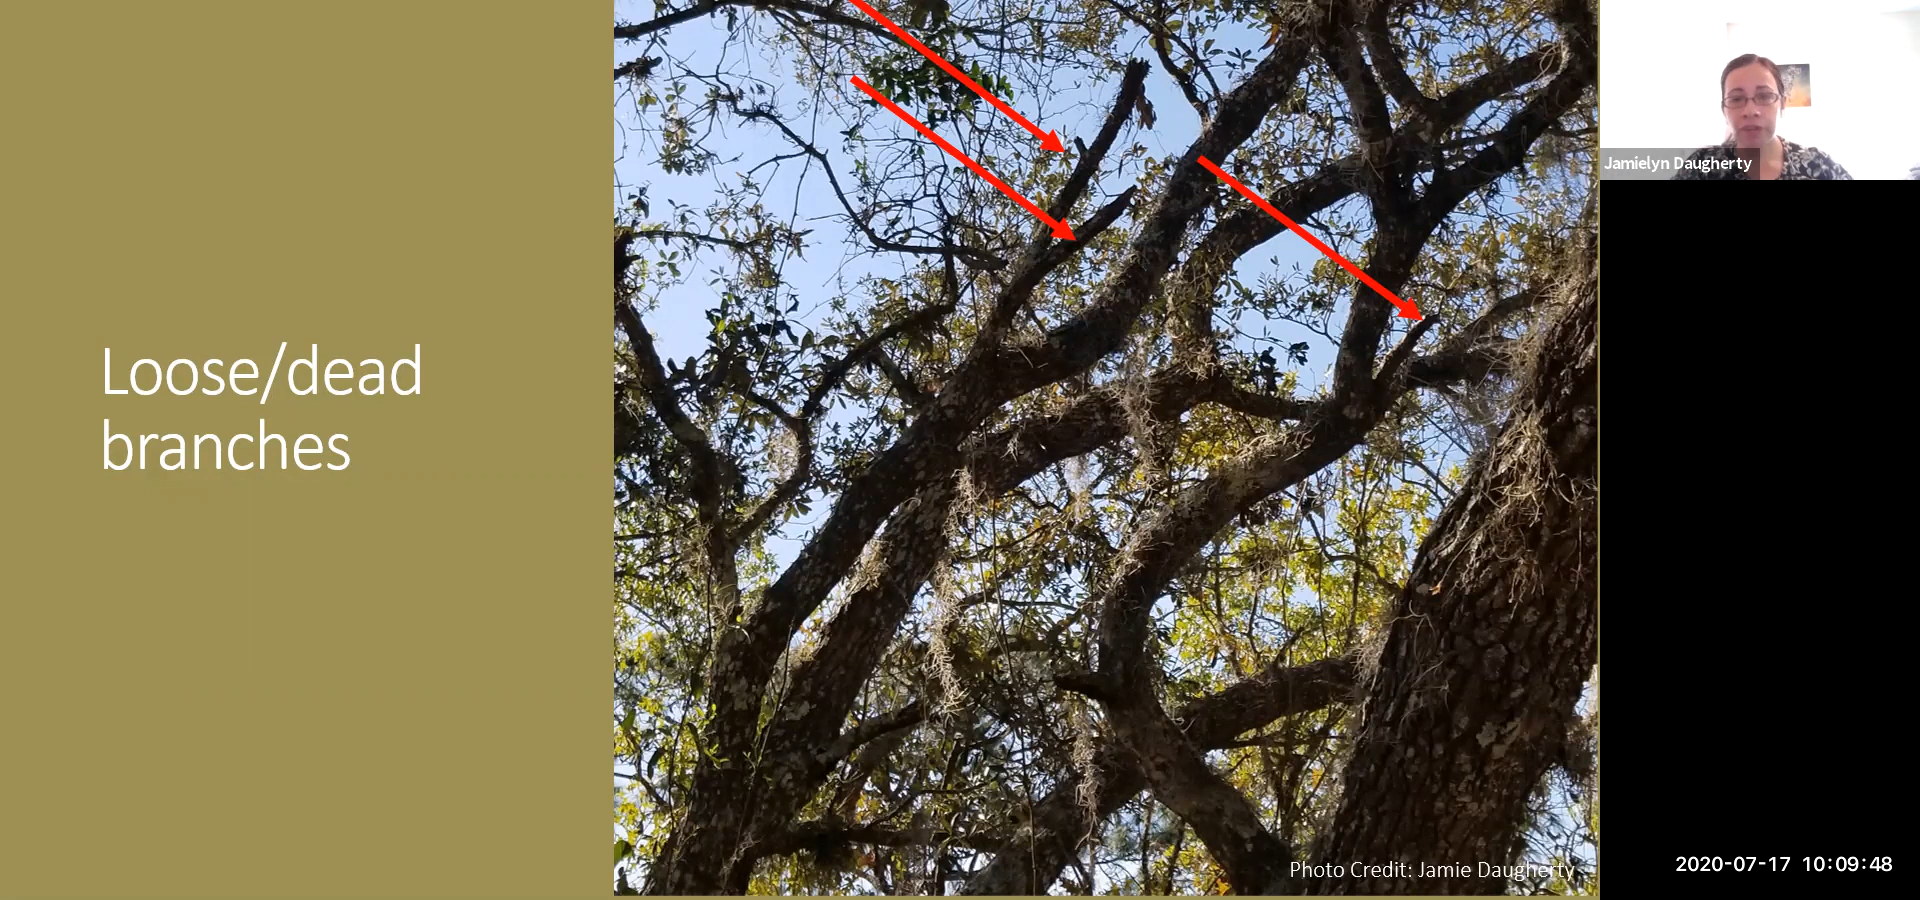 Loose/dead
branches
Photo Credit: Jamie Daugherty
Jamielyn Daugherty
2020-07-17 10:09:48